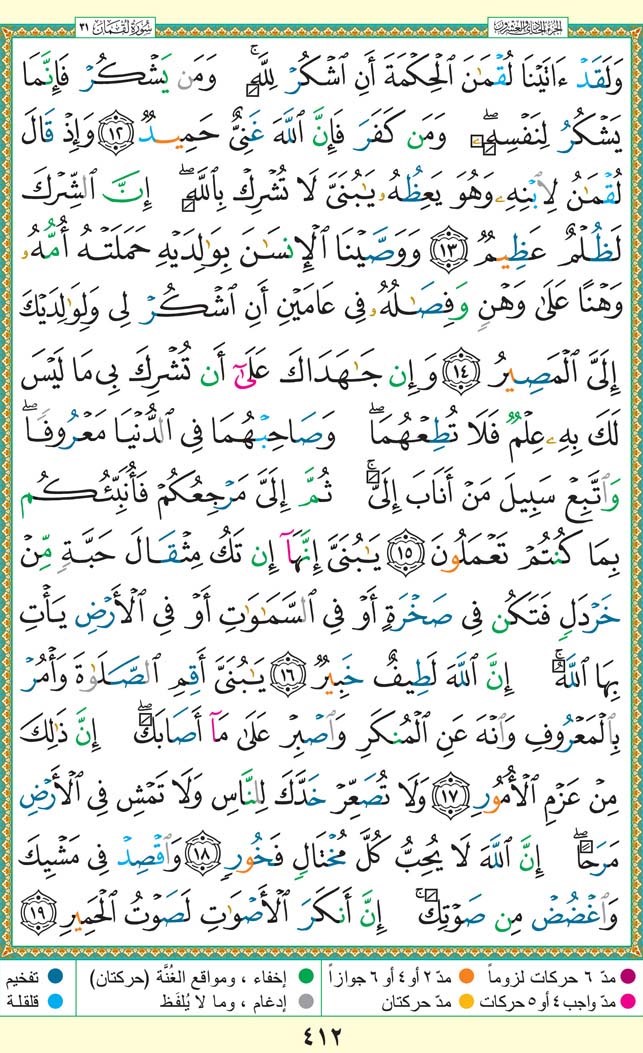 الجزء الحادي والعشرون
سورة لقمان ٣١
وَلَقَدْ ءَاتَيْنَا لُقْمَٰنَ ٱلْحِكْمَةَ أَنِ ٱشْكُرْ لِلَّهِ ۚ وَمَن يَشْكُرْ فَإِنَّمَا
يَشْكُرُ لِنَفْسِهِۦ ۖ وَمَن كَفَرَ فَإِنَّ ٱللَّهَ غَنِىٌّ حَمِيدٌ ١٢ وَإِذْ قَالَ
لُقْمَٰنُ لِٱبْنِهِۦ وَهُوَ يَعِظُهُۥ يَٰبُنَىَّ لَا تُشْرِكْ بِٱللَّهِ ۖ إِنَّ ٱلشِّرْكَ
لَظُلْمٌ عَظِيمٌ ١٣ وَوَصَّيْنَا ٱلْإِنسَٰنَ بِوَٰلِدَيْهِ حَمَلَتْهُ أُمُّهُۥ
وَهْنًا عَلَىٰ وَهْنٍ وَفِصَٰلُهُۥ فِى عَامَيْنِ أَنِ ٱشْكُرْ لِى وَلِوَٰلِدَيْكَ
إِلَىَّ ٱلْمَصِيرُ ١٤ وَإِن جَٰهَدَاكَ عَلَىٰٓ أَن تُشْرِكَ بِى مَا لَيْسَ
لَكَ بِهِۦ عِلْمٌ فَلَا تُطِعْهُمَا ۖ وَصَاحِبْهُمَا فِى ٱلدُّنْيَا مَعْرُوفًا ۖ
وَٱتَّبِعْ سَبِيلَ مَنْ أَنَابَ إِلَىَّ ۚ ثُمَّ إِلَىَّ مَرْجِعُكُمْ فَأُنَبِّئُكُم
بِمَا كُنتُمْ تَعْمَلُونَ ١٥ يَٰبُنَىَّ إِنَّهَآ إِن تَكُ مِثْقَالَ حَبَّةٍ مِّنْ
خَرْدَلٍ فَتَكُن فِى صَخْرَةٍ أَوْ فِى ٱلسَّمَٰوَٰتِ أَوْ فِى ٱلْأَرْضِ يَأْتِ
بِهَا ٱللَّهُ ۚ إِنَّ ٱللَّهَ لَطِيفٌ خَبِيرٌ ١٦ يَٰبُنَىَّ أَقِمِ ٱلصَّلَوٰةَ وَأْمُرْ
بِٱلْمَعْرُوفِ وَٱنْهَ عَنِ ٱلْمُنكَرِ وَٱصْبِرْ عَلَىٰ مَآ أَصَابَكَ ۖ إِنَّ ذَٰلِكَ
مِنْ عَزْمِ ٱلْأُمُورِ ١٧ وَلَا تُصَعِّرْ خَدَّكَ لِلنَّاسِ وَلَا تَمْشِ فِى ٱلْأَرْضِ
مَرَحًا ۖ إِنَّ ٱللَّهَ لَا يُحِبُّ كُلَّ مُخْتَالٍ فَخُورٍ ١٨ وَٱقْصِدْ فِى مَشْيِكَ
وَٱغْضُضْ مِن صَوْتِكَ ۚ إِنَّ أَنكَرَ ٱلْأَصْوَٰتِ لَصَوْتُ ٱلْحَمِيرِ ١٩
مدّ ٦ حركات لزوماً
مدّ ٢ أو ٤ أو ٦ جوازاً
إخفاء ، ومواقع الغُنَّة (حركتان)
تفخيم
مدّ واجب ٤ أو ٥ حركات
مدّ حركتان
إدغام ، وما لا يُلفَظ
قلقلة
٤١٢